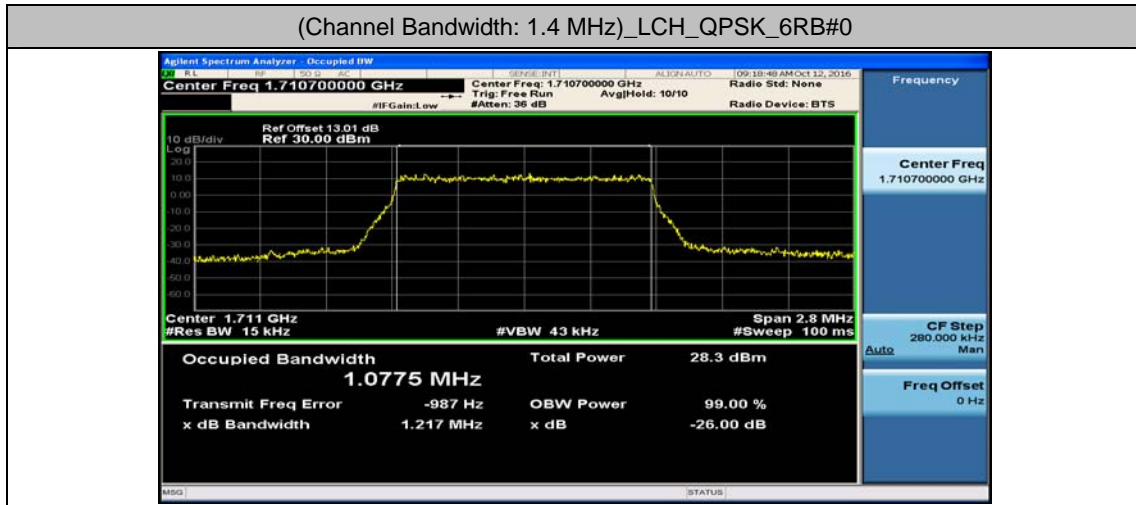 (Channel Bandwidth: 1.4 MHz)_LCH_QPSK_6RB#0
Agilent Spectrum Analyzer - Occupied BW
RL RF 50 Ω AC SENSE:INT ALIGN AUTO 09:18:48 AM Oct 12, 2016
Center Freq 1.710700000 GHz Center Freq: 1.710700000 GHz Radio Std: None
Trig: Free Run Avg|Hold: 10/10
#IFGain:Low #Atten: 36 dB Radio Device: BTS
Ref Offset 13.01 dB
10 dB/div Ref 30.00 dBm
Log
20.0
10.0
0.00
-10.0
-20.0
-30.0
-40.0
-50.0
-60.0
Center 1.711 GHz Span 2.8 MHz
#Res BW 15 kHz #VBW 43 kHz #Sweep 100 ms
Occupied Bandwidth Total Power 28.3 dBm
1.0775 MHz
Transmit Freq Error -987 Hz OBW Power 99.00 %
x dB Bandwidth 1.217 MHz x dB -26.00 dB
MSG STATUS
Frequency
Center Freq
1.710700000 GHz
CF Step
280.000 kHz
Auto Man
Freq Offset
0 Hz